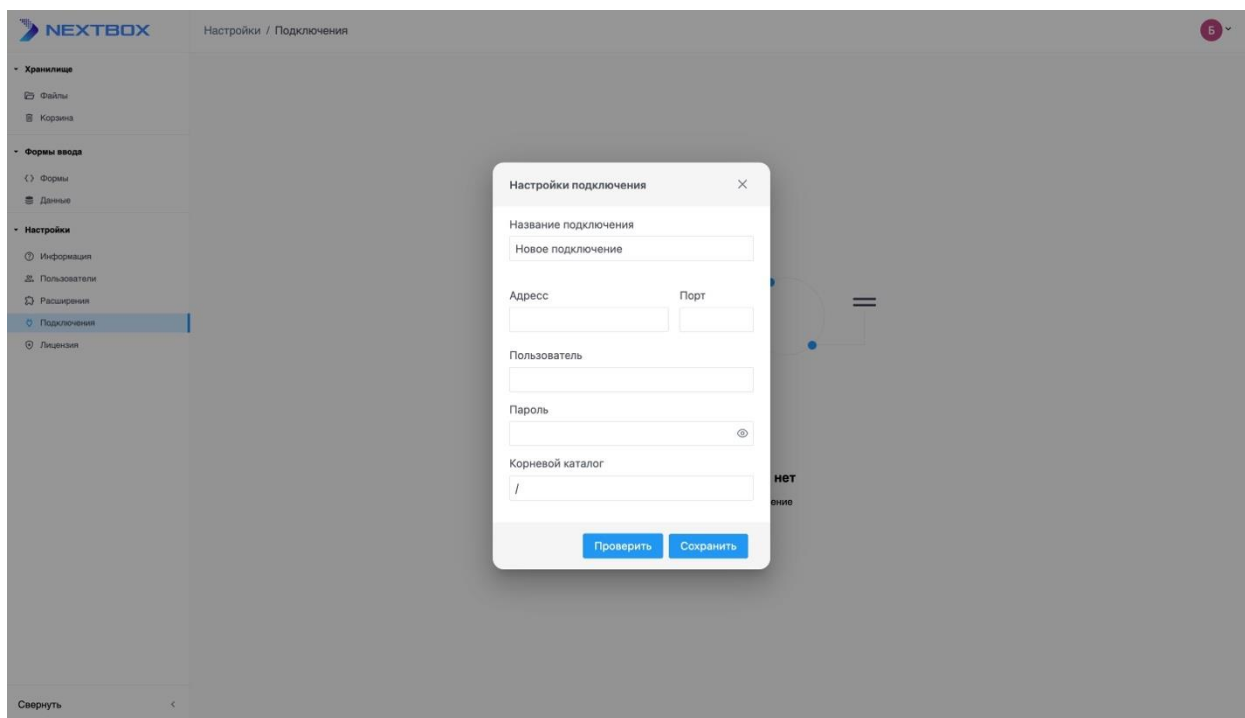 NEXTBOX
Настройки / Подключения
Б
Хранилище
Файлы
Корзина
Формы ввода
Формы
Данные
Настройки
Информация
Пользователи
Расширения
Подключения
Лицензия
Свернуть
Настройки подключения
Название подключения
Новое подключение
Адресс Порт
Пользователь
Пароль
Корневой каталог
/
Проверить Сохранить
нет
ение